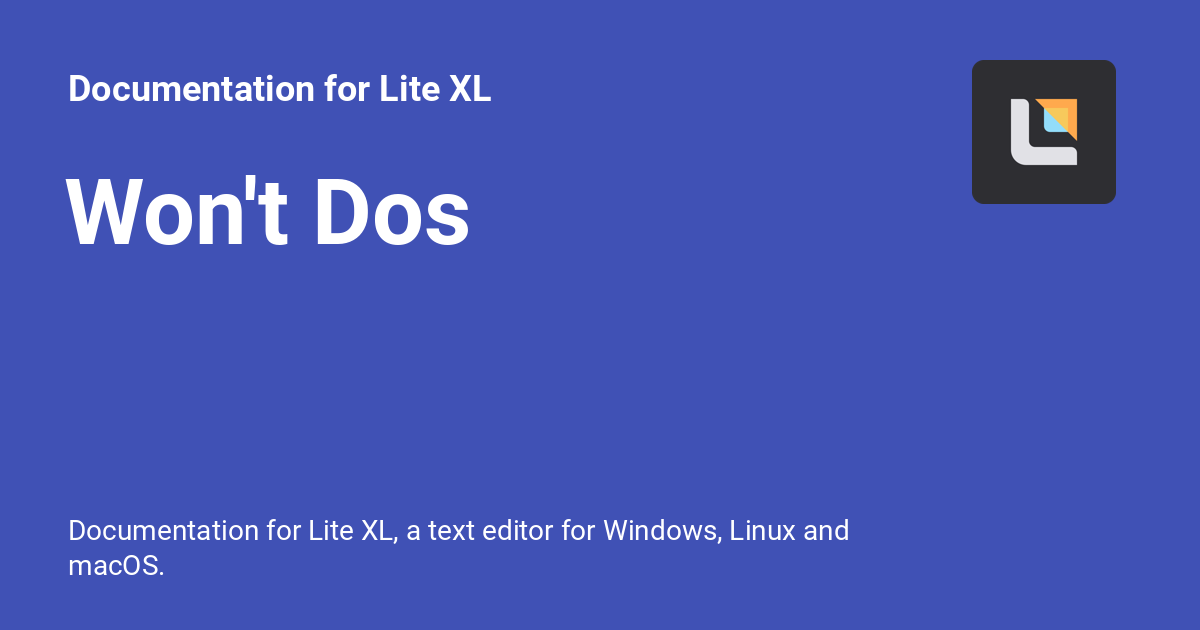 Documentation for Lite XL
Won't Dos
Documentation for Lite XL, a text editor for Windows, Linux and
macOS.